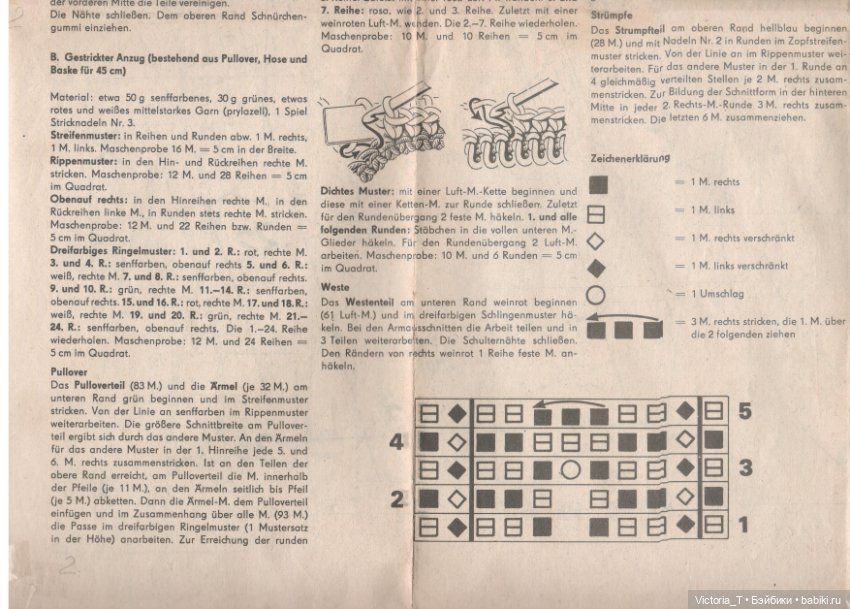 der vorderen Mitte die Teile vereinigen.
Die Nähte schließen. Dem oberen Rand Schnürchen-
gummi einziehen.
B. Gestrickter Anzug (bestehend aus Pullover, Hose und
Baske für 45 cm)
Material: etwa 50 g senffarbenes, 30 g grünes, etwas
rotes und weißes mittelstarkes Garn (prylazell), 1 Spiel
Stricknadeln Nr. 3.
Streifenmuster: in Reihen und Runden abw. 1 M. rechts,
1 M. links. Maschenprobe 16 M. = 5 cm in der Breite.
Rippenmuster: in den Hin- und Rückreihen rechte M.
stricken. Maschenprobe: 12 M. und 28 Reihen = 5 cm
im Quadrat.
Obenauf rechts: in den Hinreihen rechte M., in den
Rückreihen linke M., in Runden stets rechte M. stricken.
Maschenprobe: 12 M. und 22 Reihen bzw. Runden =
5 cm im Quadrat.
Dreifarbiges Ringelmuster: 1. und 2. R.: rot, rechte M.
3. und 4. R.: senffarben, obenauf rechts 5. und 6. R.:
weiß, rechte M. 7. und 8. R.: senffarben, obenauf rechts.
9. und 10. R.: grün, rechte M. 11.—14. R.: senffarben,
obenauf rechts. 15. und 16. R.: rot, rechte M. 17. und 18. R.:
weiß, rechte M. 19. und 20. R.: grün, rechte M. 21.—
24. R.: senffarben, obenauf rechts. Die 1.—24. Reihe
wiederholen. Maschenprobe: 12 M. und 24 Reihen =
5 cm im Quadrat.
Pullover
Das Pulloverteil (83 M.) und die Ärmel (je 32 M.) am
unteren Rand grün beginnen und im Streifenmuster
stricken. Von der Linie an senffarben im Rippenmuster
weiterarbeiten. Die größere Schnittbreite am Pullover-
teil ergibt sich durch das andere Muster. An den Ärmeln
für das andere Muster in der 1. Hinreihe jede 5. und
6. M. rechts zusammenstricken. Ist an den Teilen der
obere Rand erreicht, am Pulloverteil die M. innerhalb
der Pfeile (je 11 M.), an den Ärmeln seitlich bis Pfeil
(je 5 M.) abketten. Dann die Ärmel-M. dem Pulloverteil
einfügen und im Zusammenhang über alle M. (93 M.)
die Passe im dreifarbigen Ringelmuster (1 Mustersatz
in der Höhe) anarbeiten. Zur Erreichung der runden
2
7. Reihe: rosa, wie 2. und 3. Reihe. Zuletzt mit einer
weinroten Luft-M. wenden. Die 2.—7. Reihe wiederholen.
Maschenprobe: 10 M. und 10 Reihen = 5 cm im
Quadrat.
Dichtes Muster: mit einer Luft-M.-Kette beginnen und
diese mit einer Ketten-M. zur Runde schließen. Zuletzt
für den Rundenübergang 2 feste M. häkeln. 1. und alle
folgenden Runden: Stäbchen in die vollen unteren M.-
Glieder häkeln. Für den Rundenübergang 2 Luft-M.
arbeiten. Maschenprobe: 10 M. und 6 Runden = 5 cm
im Quadrat.
Weste
Das Westenteil am unteren Rand weinrot beginnen
(61 Luft-M.) und im dreifarbigen Schlingenmuster hä-
keln. Bei den Armausschnitten die Arbeit teilen und in
3 Teilen weiterarbeiten. Die Schulternähte schließen.
Den Rändern von rechts weinrot 1 Reihe feste M. an-
häkeln.
Strümpfe
Das Strumpfteil am oberen Rand hellblau beginnen
(28 M.) und mit Nadeln Nr. 2 in Runden im Zopfstreifen-
muster stricken. Von der Linie an im Rippenmuster wei-
terarbeiten. Für das andere Muster in der 1. Runde an
4 gleichmäßig verteilten Stellen je 2 M. rechts zusam-
menstricken. Zur Bildung der Schnittform in der hinteren
Mitte in jeder 2. Rechts-M.-Runde 3 M. rechts zusam-
menstricken. Die letzten 6 M. zusammenziehen.
Zeichenerklärung
= 1 M. rechts
= 1 M. links
= 1 M. rechts verschränkt
= 1 M. links verschränkt
= 1 Umschlag
= 3 M. rechts stricken, die 1. M. über
die 2 folgenden ziehen
5
4
3
2
1
Victoria_T • Бэйбики • babiki.ru